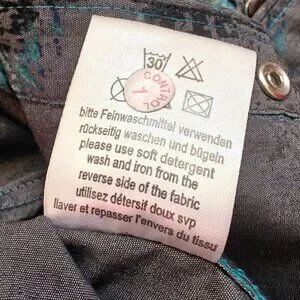 30
CONTROL
1
bitte Feinwaschmittel verwenden
rückseitig waschen und bügeln
please use soft detergent
wash and iron from the
reverse side of the fabric
utilisez détersif doux svp
llaver et repasser l'envers du tissu